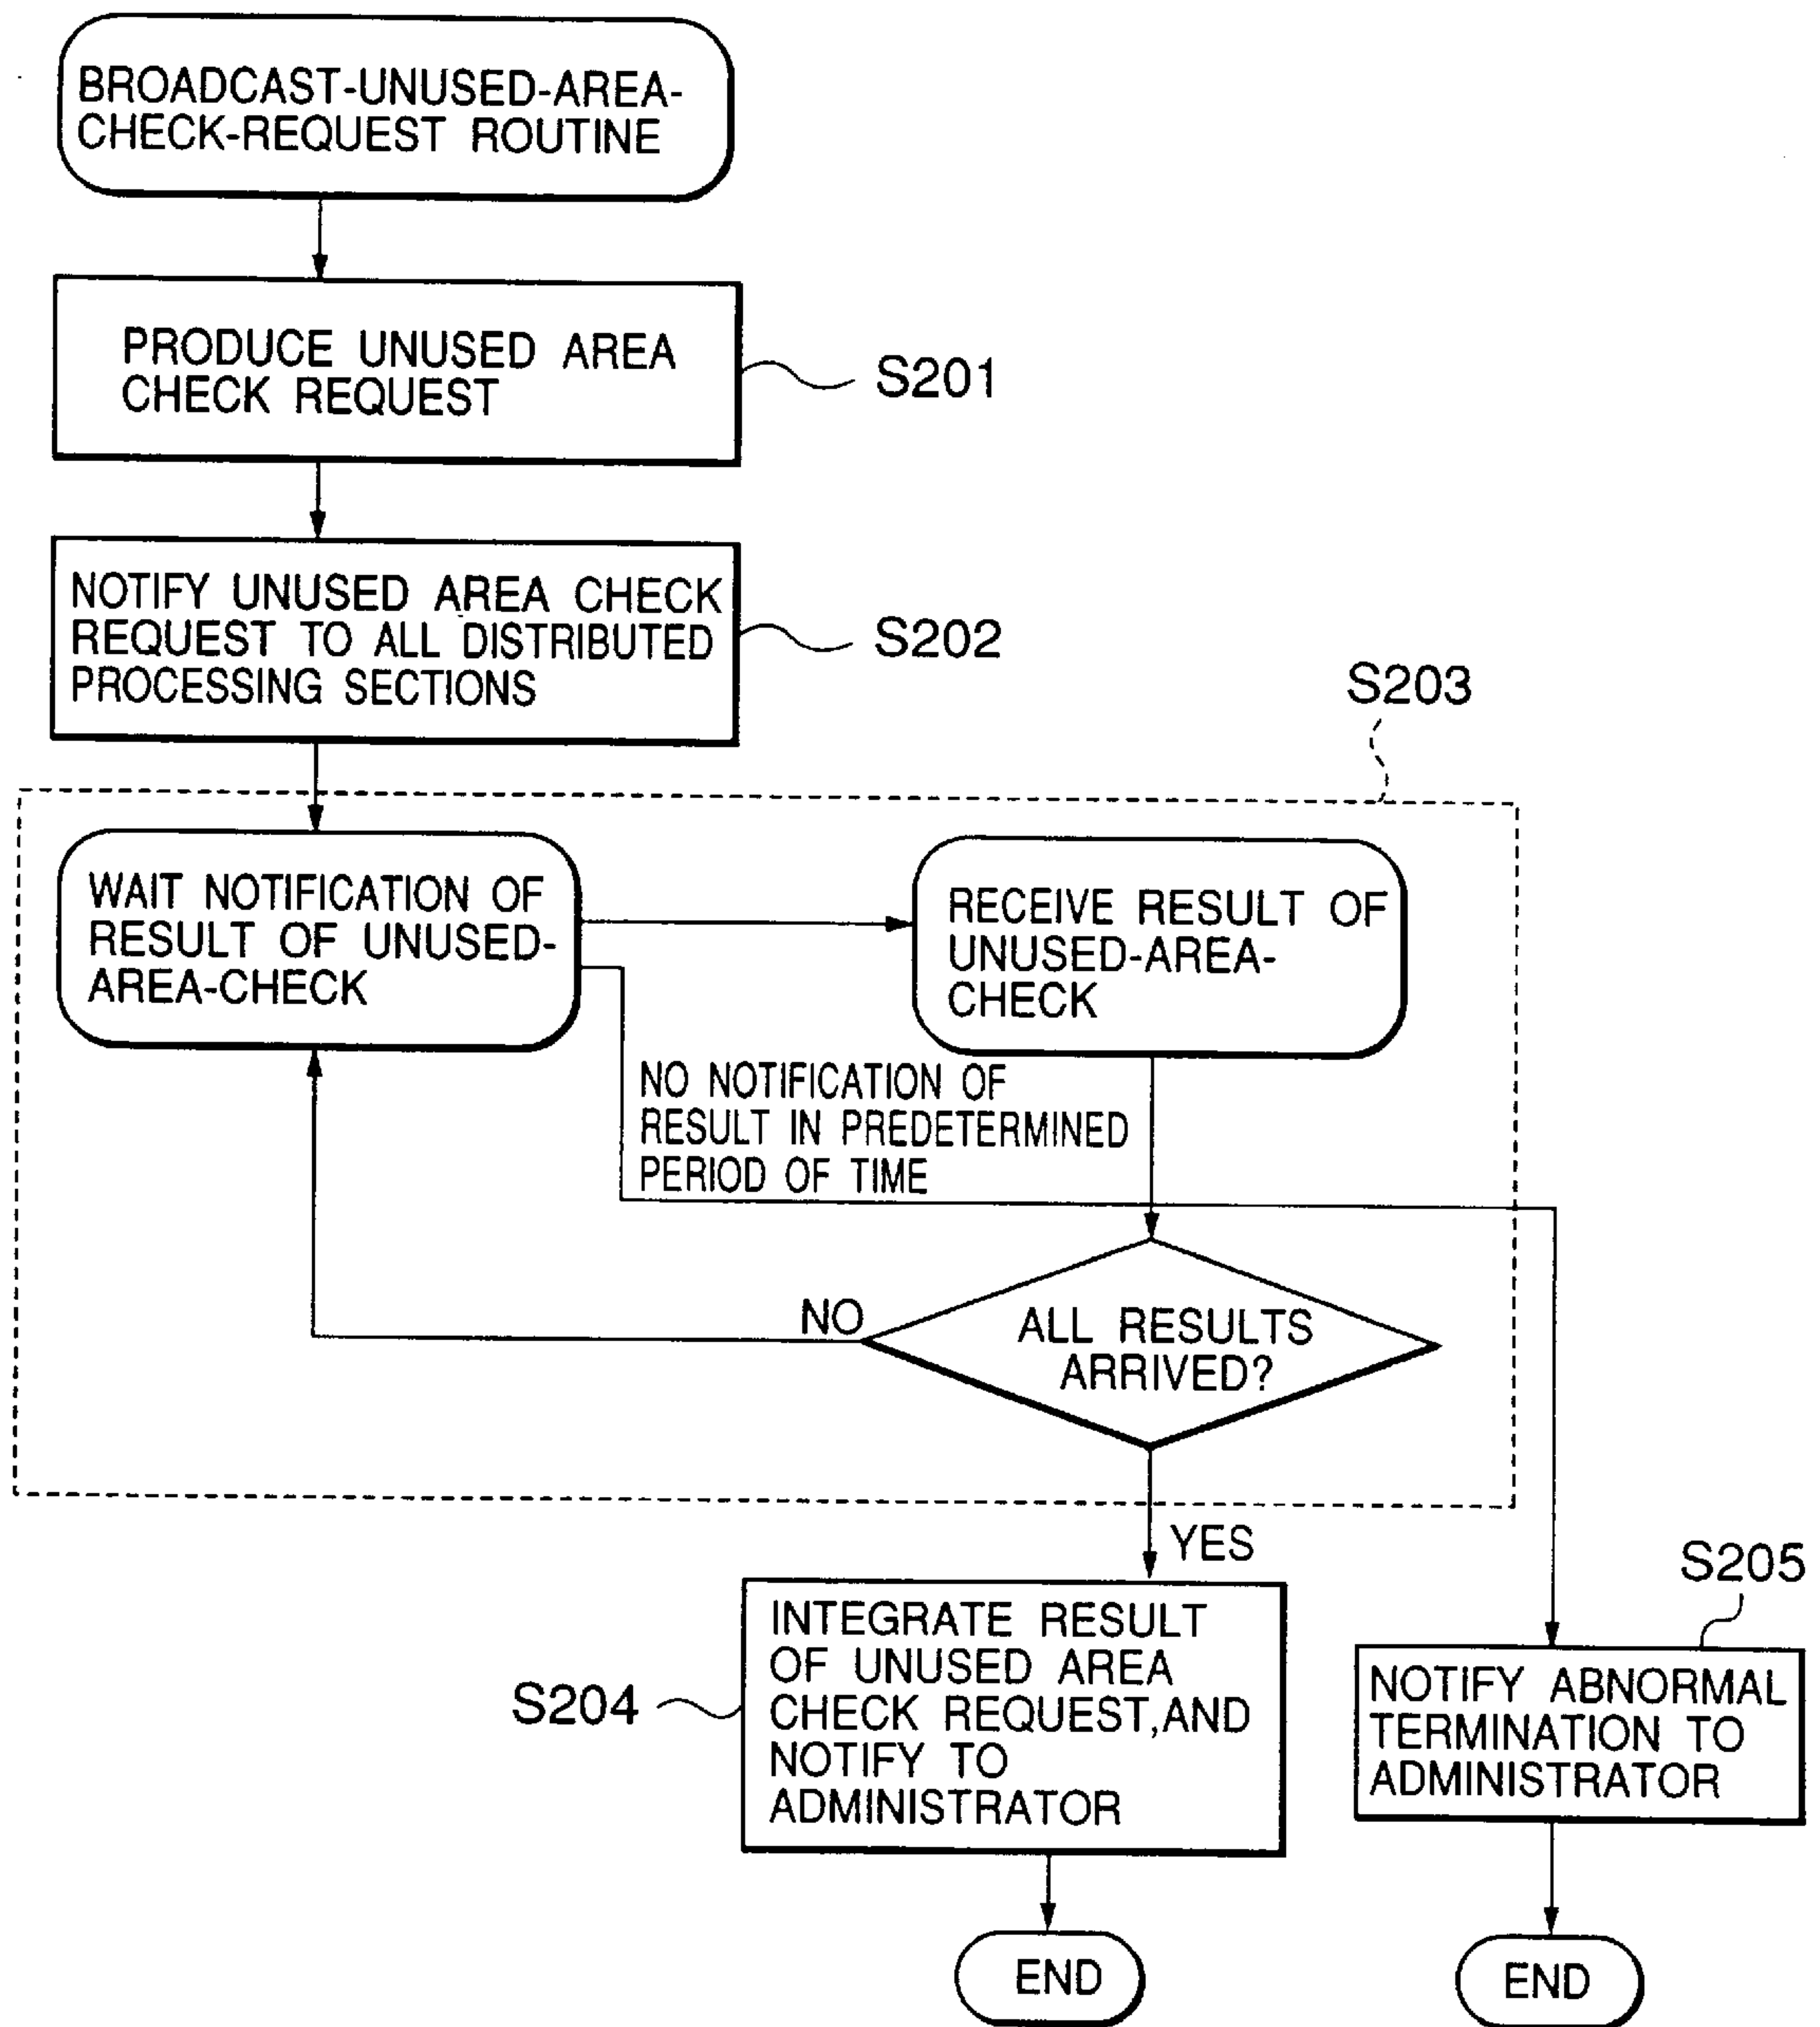 BROADCAST-UNUSED-AREA-
CHECK-REQUEST ROUTINE
PRODUCE UNUSED AREA
CHECK REQUEST
S201
NOTIFY UNUSED AREA CHECK
REQUEST TO ALL DISTRIBUTED
PROCESSING SECTIONS
S202
S203
WAIT NOTIFICATION OF
RESULT OF UNUSED-
AREA-CHECK
RECEIVE RESULT OF
UNUSED-AREA-
CHECK
NO NOTIFICATION OF
RESULT IN PREDETERMINED
PERIOD OF TIME
NO
ALL RESULTS
ARRIVED?
YES
S204
INTEGRATE RESULT
OF UNUSED AREA
CHECK REQUEST,AND
NOTIFY TO
ADMINISTRATOR
S205
NOTIFY ABNORMAL
TERMINATION TO
ADMINISTRATOR
END
END